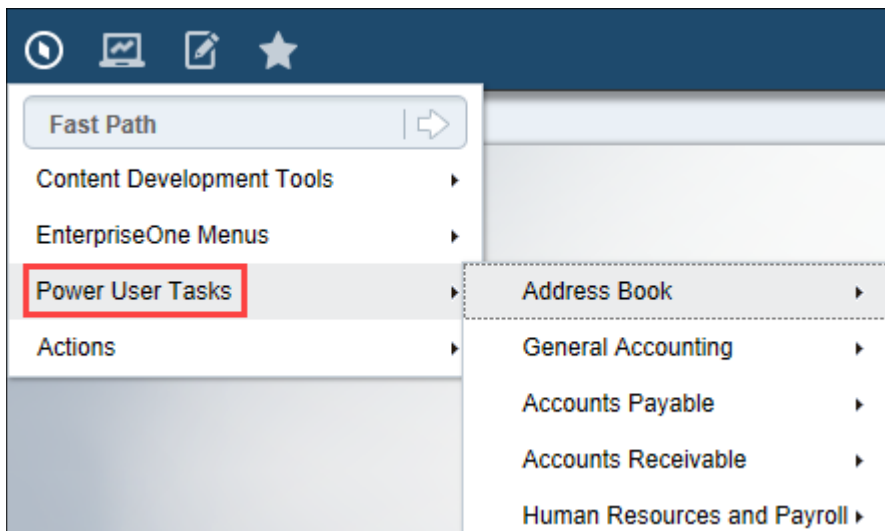 Fast Path
Content Development Tools
EnterpriseOne Menus
Power User Tasks
Actions
Address Book
General Accounting
Accounts Payable
Accounts Receivable
Human Resources and Payroll